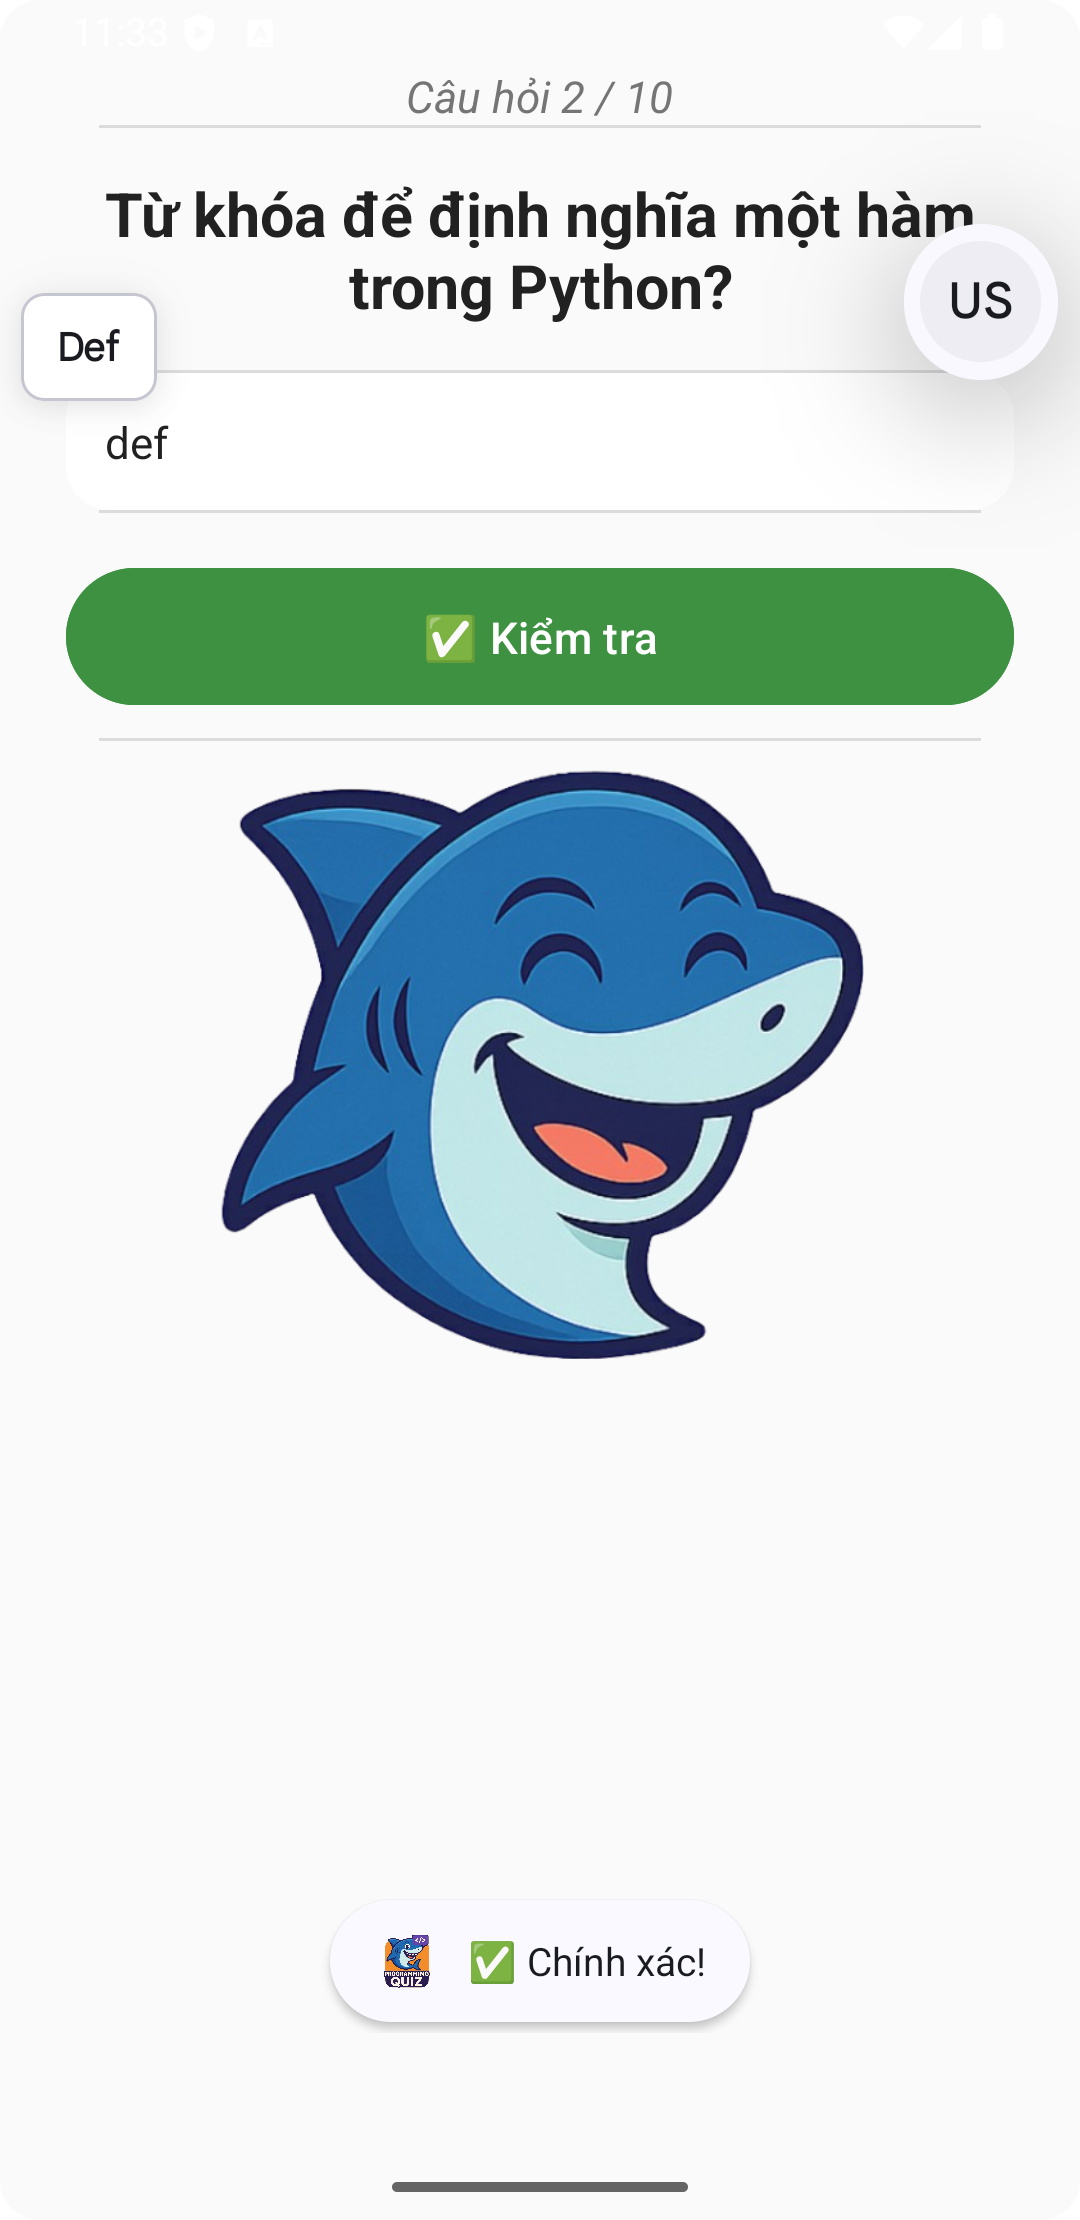 11:33
Câu hỏi 2 / 10
Từ khóa để định nghĩa một hàm
trong Python?
US
Def
def
✅ Kiểm tra
PROGRAMMING
QUIZ
✅ Chính xác!